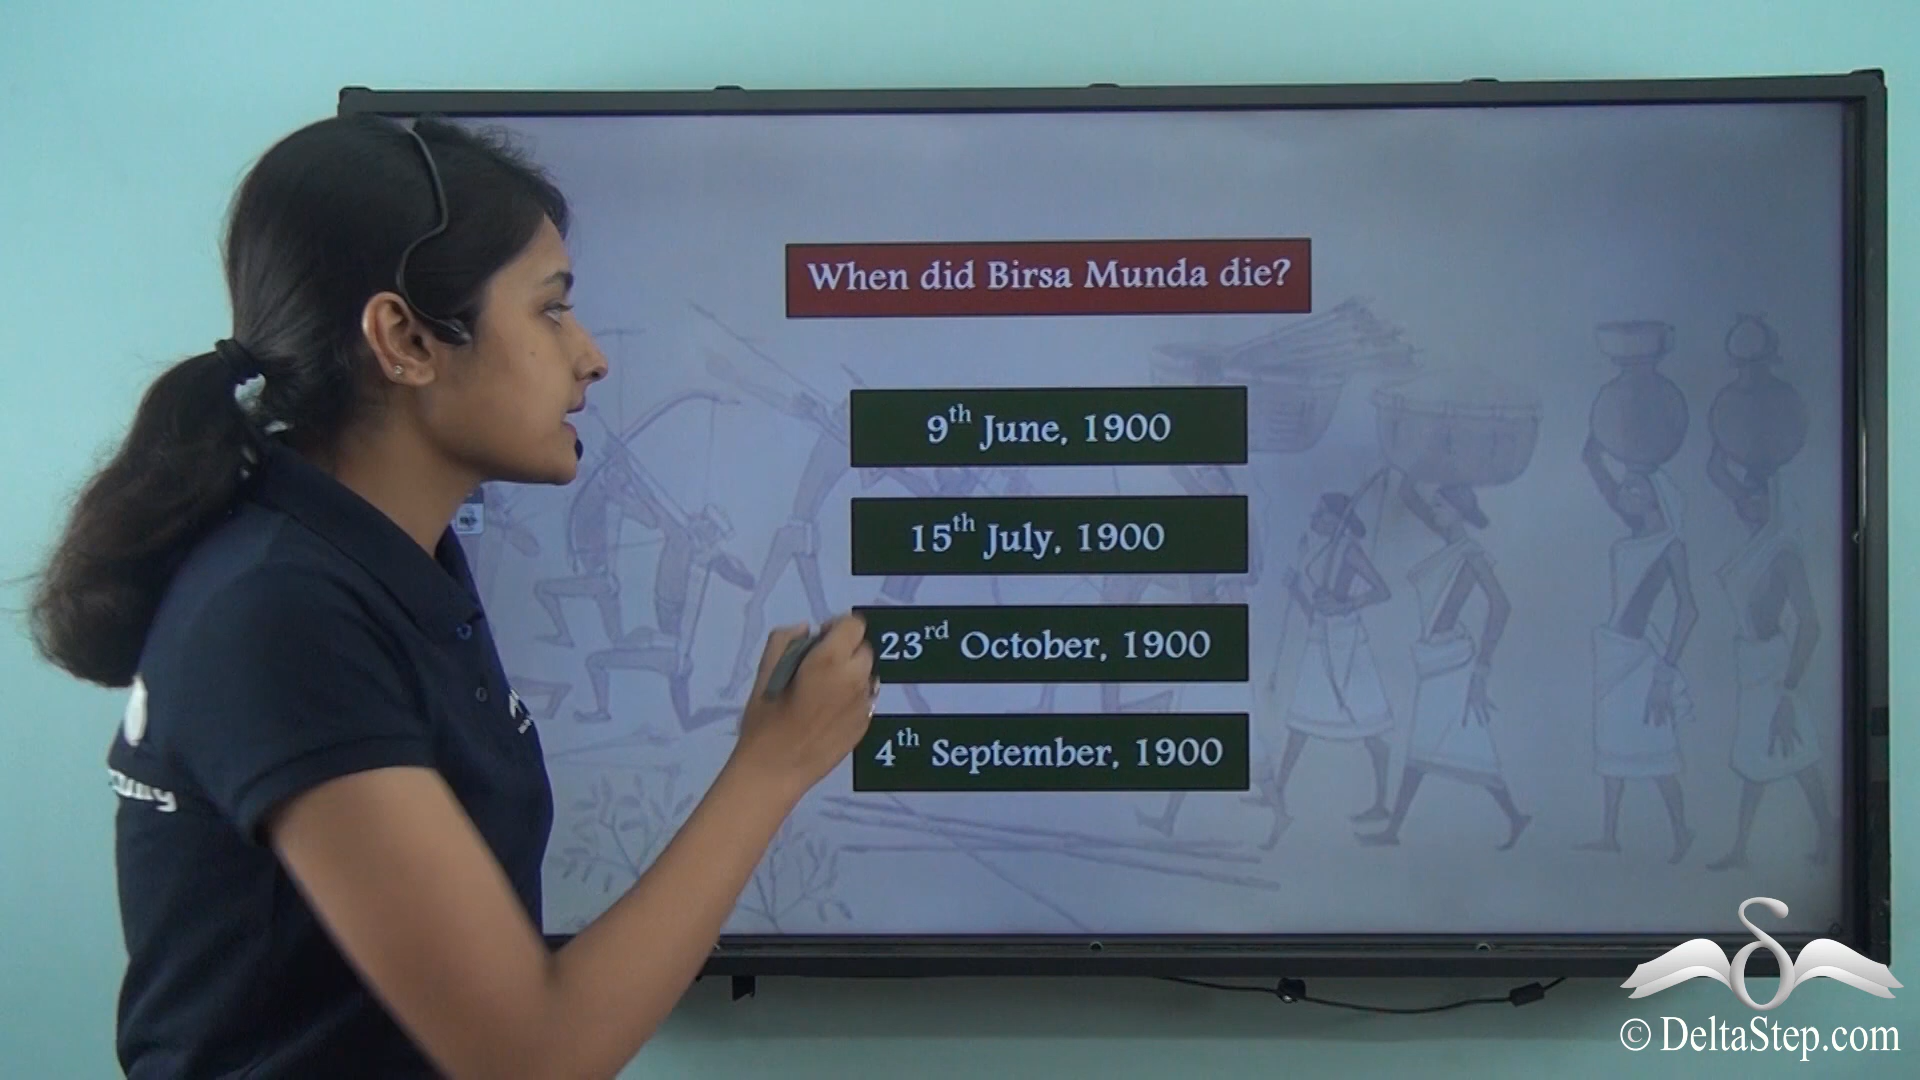 When did Birsa Munda die?
9th June, 1900
15th July, 1900
23rd October, 1900
4th September, 1900
© DeltaStep.com